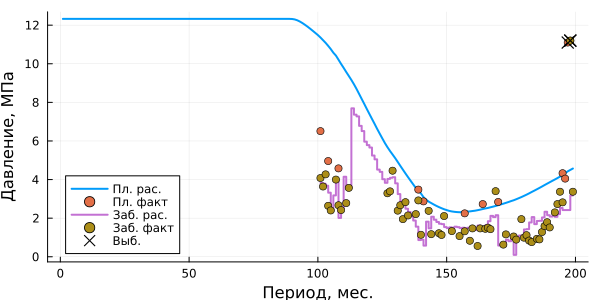 Давление, МПа
12
10
8
6
4
2
0
Пл. рас.
Пл. факт
Заб. рас.
Заб. факт
Выб.
0 50 100 150 200
Период, мес.